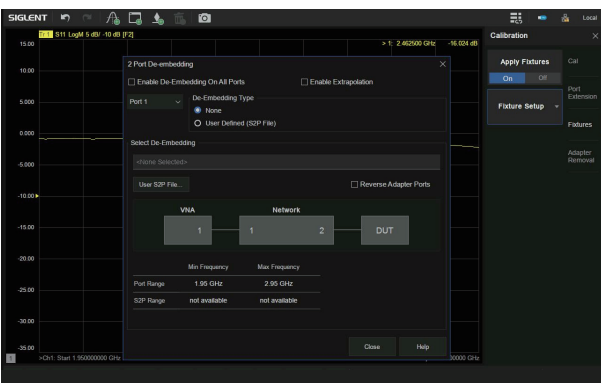 SIGLENT
Local
Tr 1 S11 LogM 5 dB/ -10 dB [F2]
> 1: 2.462500 GHz -16.024 dB
15.00
10.00
5.000
0.000
-5.000
-10.00
-15.00
-20.00
-25.00
-30.00
-35.00
1
>Ch1: Start 1.950000000 GHz
00000 GHz
2 Port De-embedding
Enable De-Embedding On All Ports
Enable Extrapolation
Port 1
De-Embedding Type
None
User Defined (S2P File)
Select De-Embedding
<None Selected>
User S2P File...
Reverse Adapter Ports
VNA
Network
1
1
2
DUT
Min Frequency
Max Frequency
Port Range
1.95 GHz
2.95 GHz
S2P Range
not available
not available
Close
Help
Calibration
Apply Fixtures
On
Off
Fixture Setup
Cal
Port
Extension
Fixtures
Adapter
Removal